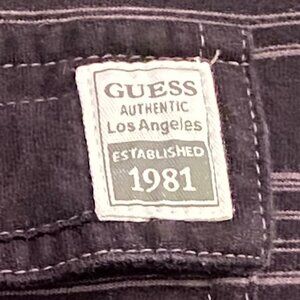 GUESS
AUTHENTIC
Los Angeles
ESTABLISHED
1981